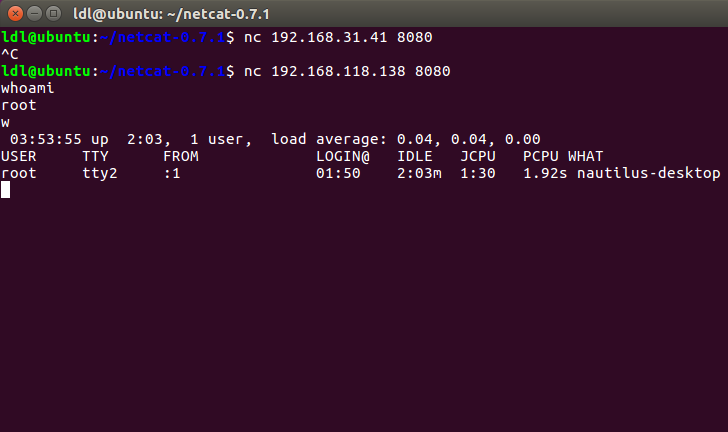 ldl@ubuntu: ~/netcat-0.7.1
ldl@ubuntu:~/netcat-0.7.1$ nc 192.168.31.41 8080
^C
ldl@ubuntu:~/netcat-0.7.1$ nc 192.168.118.138 8080
whoami
root
w
 03:53:55 up  2:03,  1 user,  load average: 0.04, 0.04, 0.00
USER     TTY      FROM             LOGIN@   IDLE   JCPU   PCPU WHAT
root     tty2     :1               01:50    2:03m  1:30   1.92s nautilus-desktop